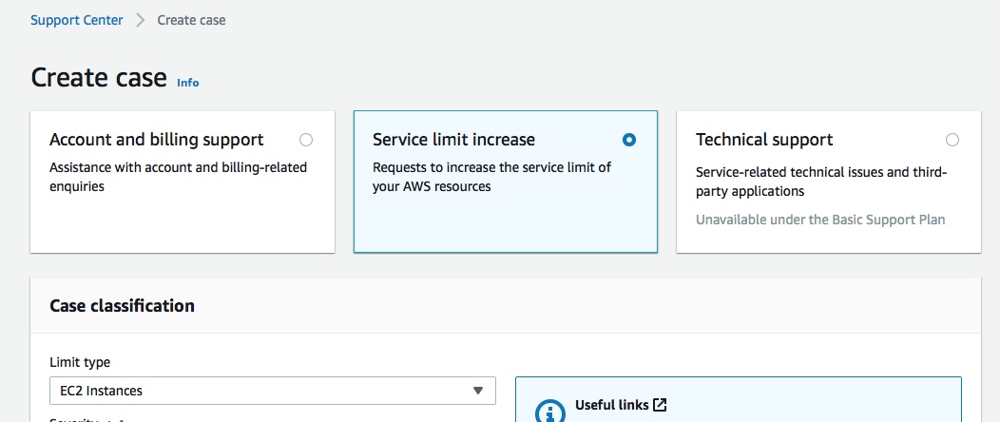 Support Center > Create case
Create case Info
Account and billing support
Assistance with account and billing-related
enquiries
Service limit increase
Requests to increase the service limit of
your AWS resources
Technical support
Service-related technical issues and third-
party applications
Unavailable under the Basic Support Plan
Case classification
Limit type
EC2 Instances
Useful links